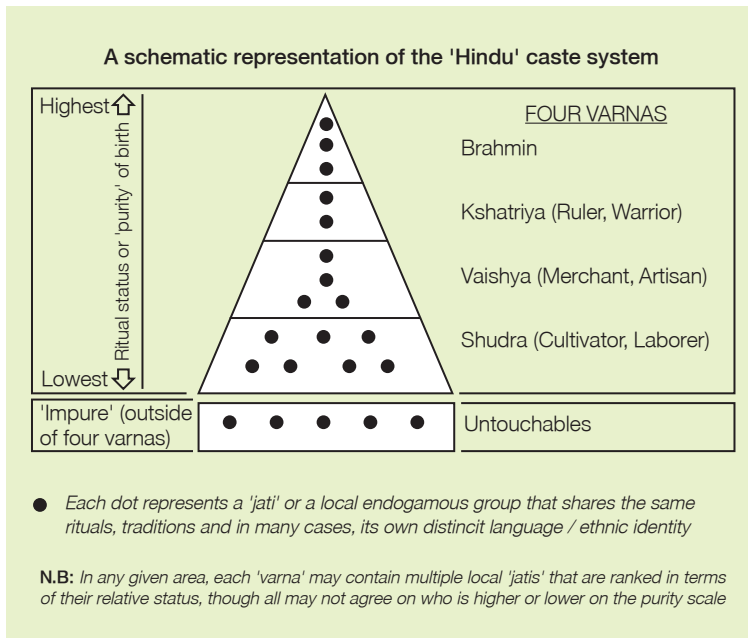 A schematic representation of the 'Hindu' caste system
Highest
Ritual status or 'purity' of birth
Lowest
FOUR VARNAS
Brahmin
Kshatriya (Ruler, Warrior)
Vaishya (Merchant, Artisan)
Shudra (Cultivator, Laborer)
'Impure' (outside
of four varnas)
Untouchables
Each dot represents a 'jati' or a local endogamous group that shares the same
rituals, traditions and in many cases, its own distincit language / ethnic identity
N.B: In any given area, each 'varna' may contain multiple local 'jatis' that are ranked in terms
of their relative status, though all may not agree on who is higher or lower on the purity scale